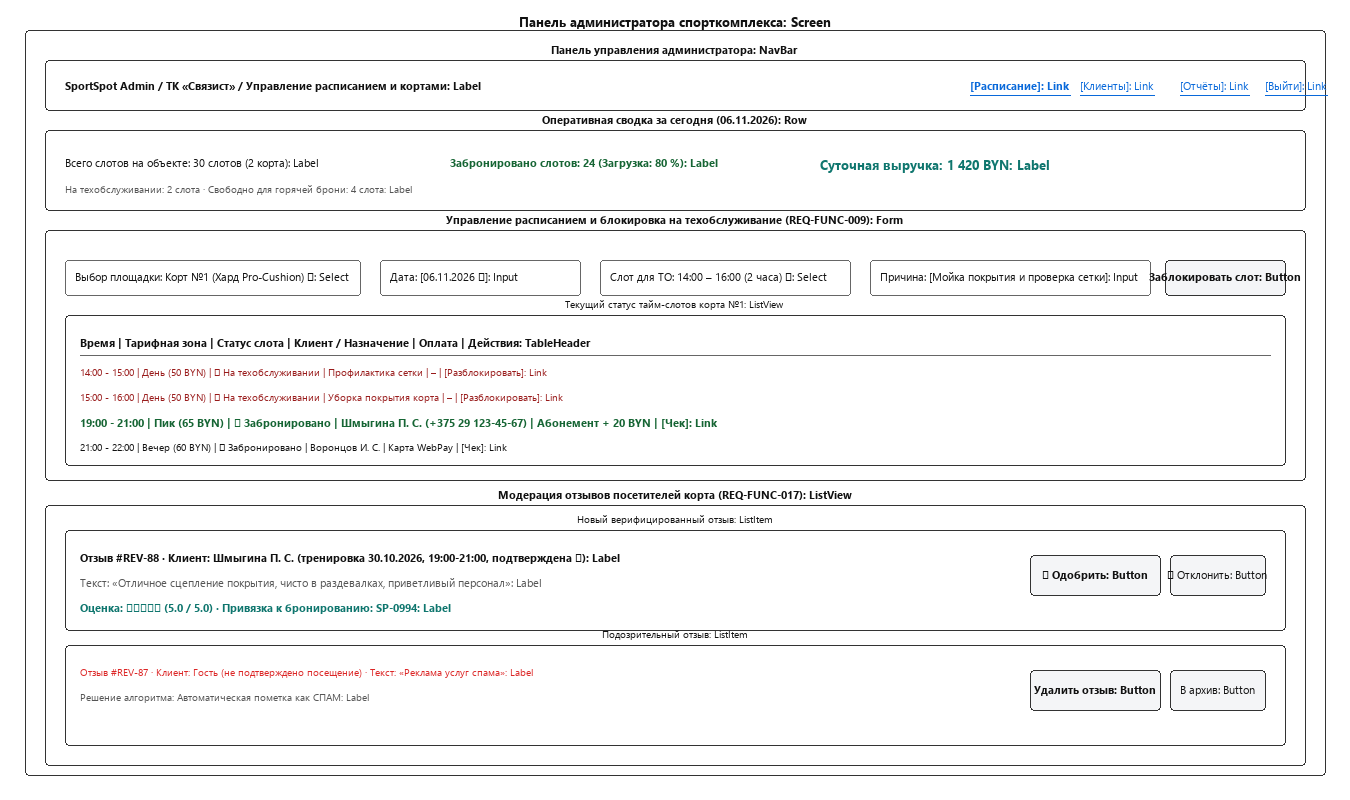 Панель администратора спорткомплекса: Screen
Панель управления администратора: NavBar
SportSpot Admin / ТК «Связист» / Управление расписанием и кортами: Label
[Расписание]: Link
[Клиенты]: Link
[Отчёты]: Link
[Выйти]: Link
Оперативная сводка за сегодня (06.11.2026): Row
Всего слотов на объекте: 30 слотов (2 корта): Label
Забронировано слотов: 24 (Загрузка: 80 %): Label
Суточная выручка: 1 420 BYN: Label
На техобслуживании: 2 слота · Свободно для горячей брони: 4 слота: Label
Управление расписанием и блокировка на техобслуживание (REQ-FUNC-009): Form
Выбор площадки: Корт №1 (Хард Pro-Cushion) ▯: Select
Дата: [06.11.2026 ▯]: Input
Слот для ТО: 14:00 – 16:00 (2 часа) ▯: Select
Причина: [Мойка покрытия и проверка сетки]: Input
Заблокировать слот: Button
Текущий статус тайм-слотов корта №1: ListView
Время | Тарифная зона | Статус слота | Клиент / Назначение | Оплата | Действия: TableHeader
14:00 - 15:00 | День (50 BYN) | ▯ На техобслуживании | Профилактика сетки | — | [Разблокировать]: Link
15:00 - 16:00 | День (50 BYN) | ▯ На техобслуживании | Уборка покрытия корта | — | [Разблокировать]: Link
19:00 - 21:00 | Пик (65 BYN) | ▯ Забронировано | Шмыгина П. С. (+375 29 123-45-67) | Абонемент + 20 BYN | [Чек]: Link
21:00 - 22:00 | Вечер (60 BYN) | ▯ Забронировано | Воронцов И. С. | Карта WebPay | [Чек]: Link
Модерация отзывов посетителей корта (REQ-FUNC-017): ListView
Новый верифицированный отзыв: ListItem
Отзыв #REV-88 · Клиент: Шмыгина П. С. (тренировка 30.10.2026, 19:00-21:00, подтверждена ▯): Label
Текст: «Отличное сцепление покрытия, чисто в раздевалках, приветливый персонал»: Label
Оценка: ▯▯▯▯▯ (5.0 / 5.0) · Привязка к бронированию: SP-0994: Label
▯ Одобрить: Button
▯ Отклонить: Button
Подозрительный отзыв: ListItem
Отзыв #REV-87 · Клиент: Гость (не подтверждено посещение) · Текст: «Реклама услуг спама»: Label
Решение алгоритма: Автоматическая пометка как СПАМ: Label
Удалить отзыв: Button
В архив: Button